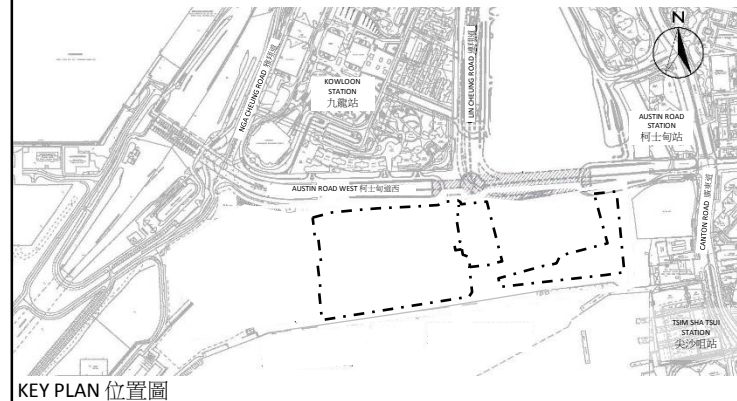 N
NGA CHEUNG ROAD 雅翔道
KOWLOON
STATION
九龍站
LIN CHEUNG ROAD 連翔道
AUSTIN ROAD
STATION
柯士甸站
AUSTIN ROAD WEST 柯士甸道西
CANTON ROAD 廣東道
TSIM SHA TSUI
STATION
尖沙咀站
KEY PLAN 位置圖